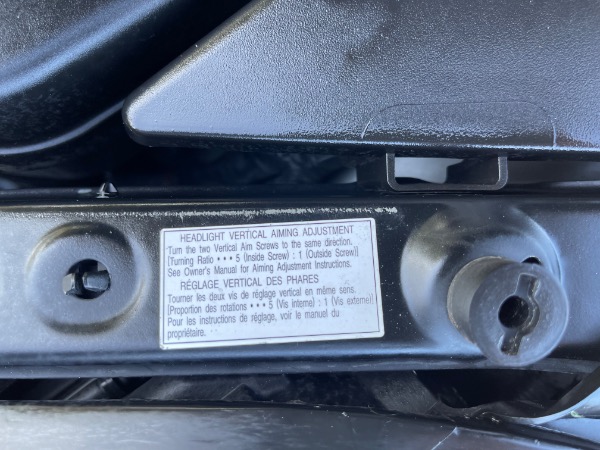 HEADLIGHT VERTICAL AIMING ADJUSTMENT
Turn the two Vertical Aim Screws to the same direction.
[Turning Ratio ••• 5 (Inside Screw) : 1 (Outside Screw)]
See Owner's Manual for Aiming Adjustment Instructions.
RÉGLAGE VERTICAL DES PHARES
Tourner les deux vis de réglage vertical en même sens.
[Proportion des rotations ••• 5 (Vis interne) : 1 (Vis externe)]
Pour les instructions de réglage, voir le manuel du
propriétaire.